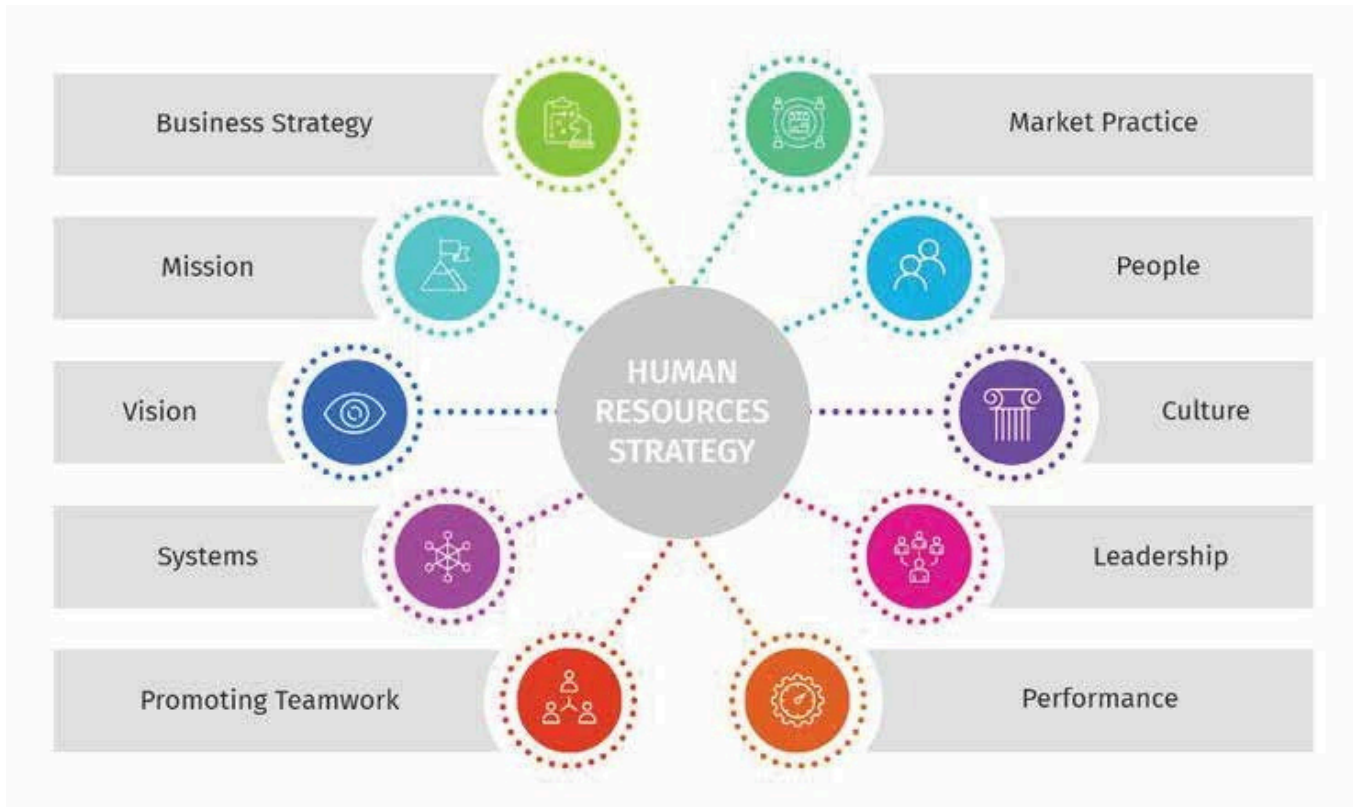 Business Strategy
Market Practice
Mission
People
Vision
HUMAN
RESOURCES
STRATEGY
Culture
Systems
Leadership
Promoting Teamwork
Performance